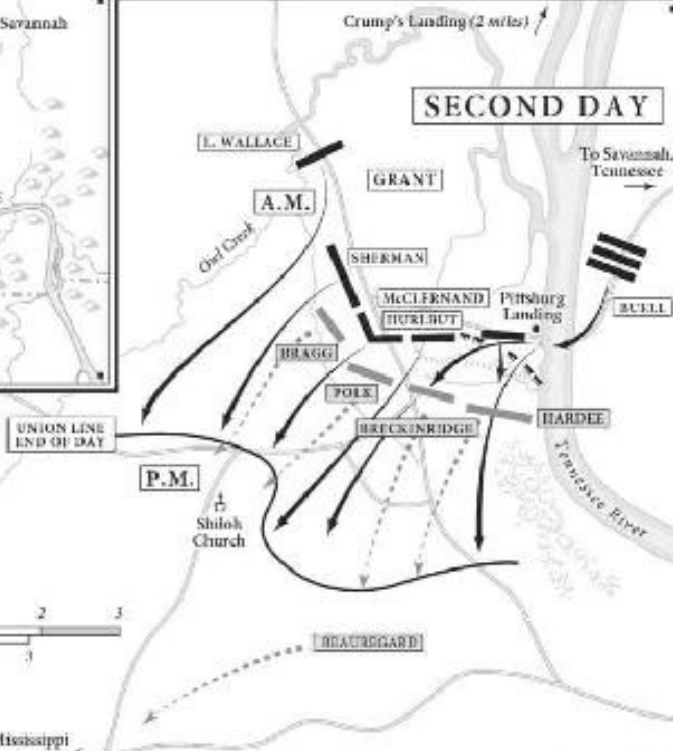 Savannah
Crump's Landing (2 miles)
SECOND DAY
L. WALLACE
To Savannah,
Tennessee
GRANT
A.M.
Owl Creek
SHERMAN
McCLERNAND
Pittsburg
Landing
HURLBUT
BUELL
BRAGG
POLK
HARDEE
UNION LINE
END OF DAY
BRECKINRIDGE
P.M.
Tennessee River
Shiloh
Church
2
3
3
BEAUREGARD
Mississippi